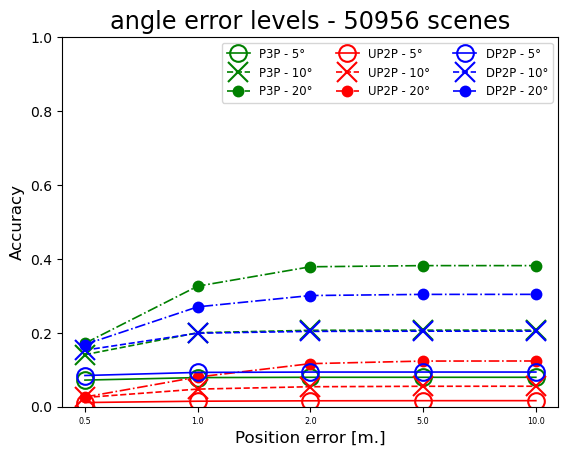 angle error levels - 50956 scenes
P3P - 5° UP2P - 5° DP2P - 5°
P3P - 10° UP2P - 10° DP2P - 10°
P3P - 20° UP2P - 20° DP2P - 20°
1.0
0.8
0.6
0.4
0.2
0.0
Accuracy
0.5 1.0 2.0 5.0 10.0
Position error [m.]